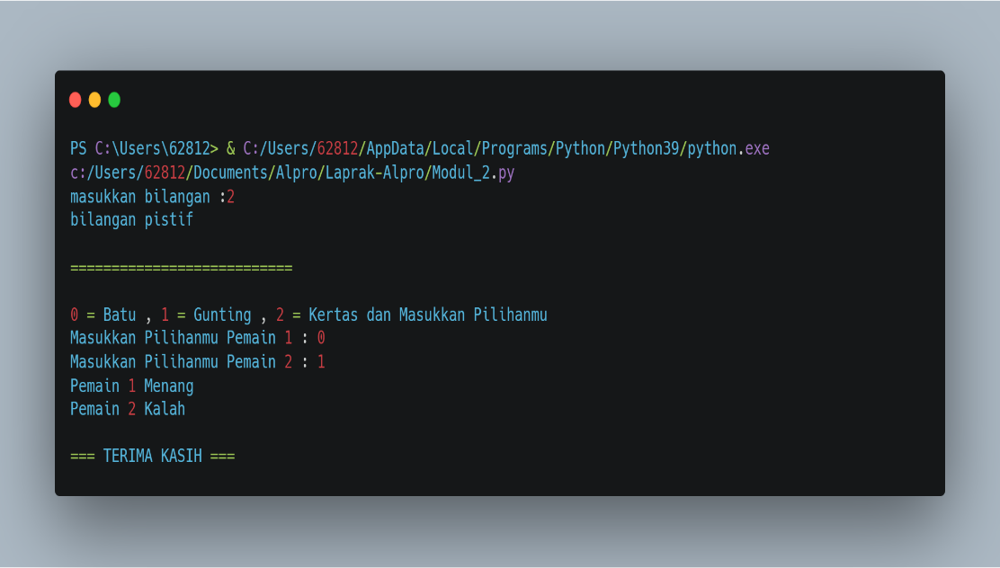 PS C:\Users\62812> & C:/Users/62812/AppData/Local/Programs/Python/Python39/python.exe
c:/Users/62812/Documents/Alpro/Laprak-Alpro/Modul_2.py
masukkan bilangan :2
bilangan pistif
===========================
0 = Batu , 1 = Gunting , 2 = Kertas dan Masukkan Pilihanmu
Masukkan Pilihanmu Pemain 1 : 0
Masukkan Pilihanmu Pemain 2 : 1
Pemain 1 Menang
Pemain 2 Kalah
=== TERIMA KASIH ===